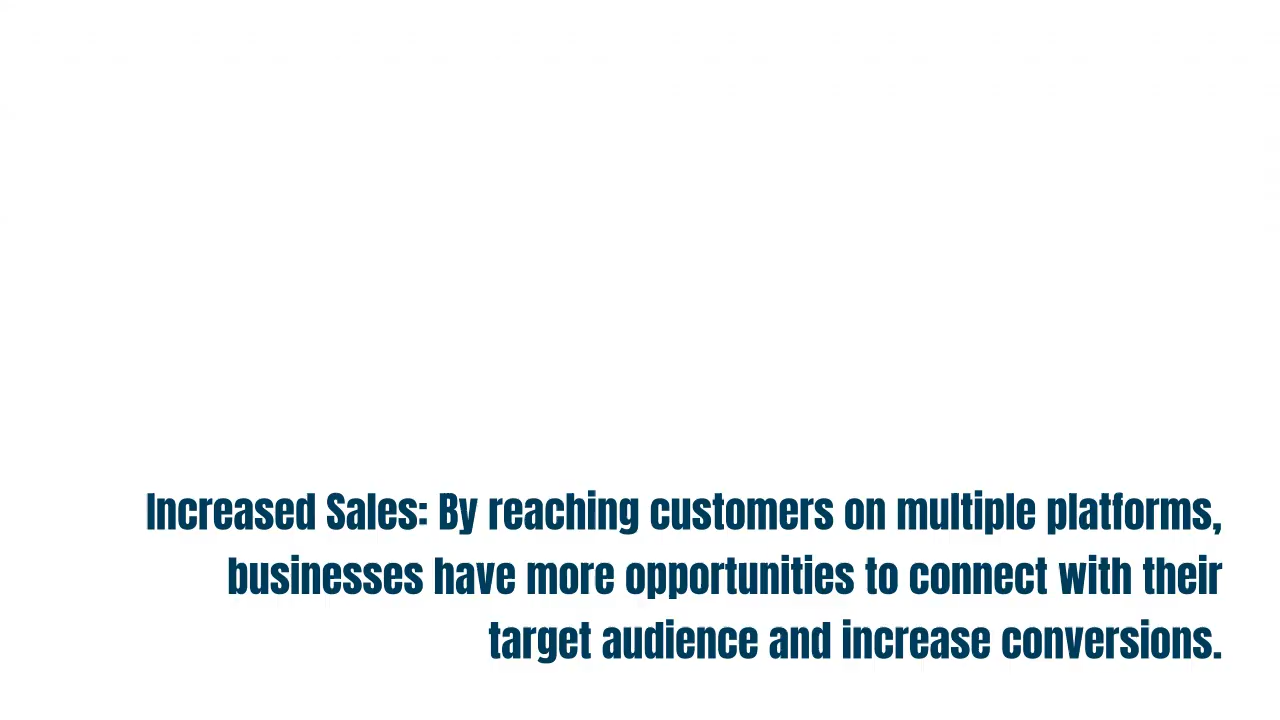 Increased Sales: By reaching customers on multiple platforms,
businesses have more opportunities to connect with their
target audience and increase conversions.